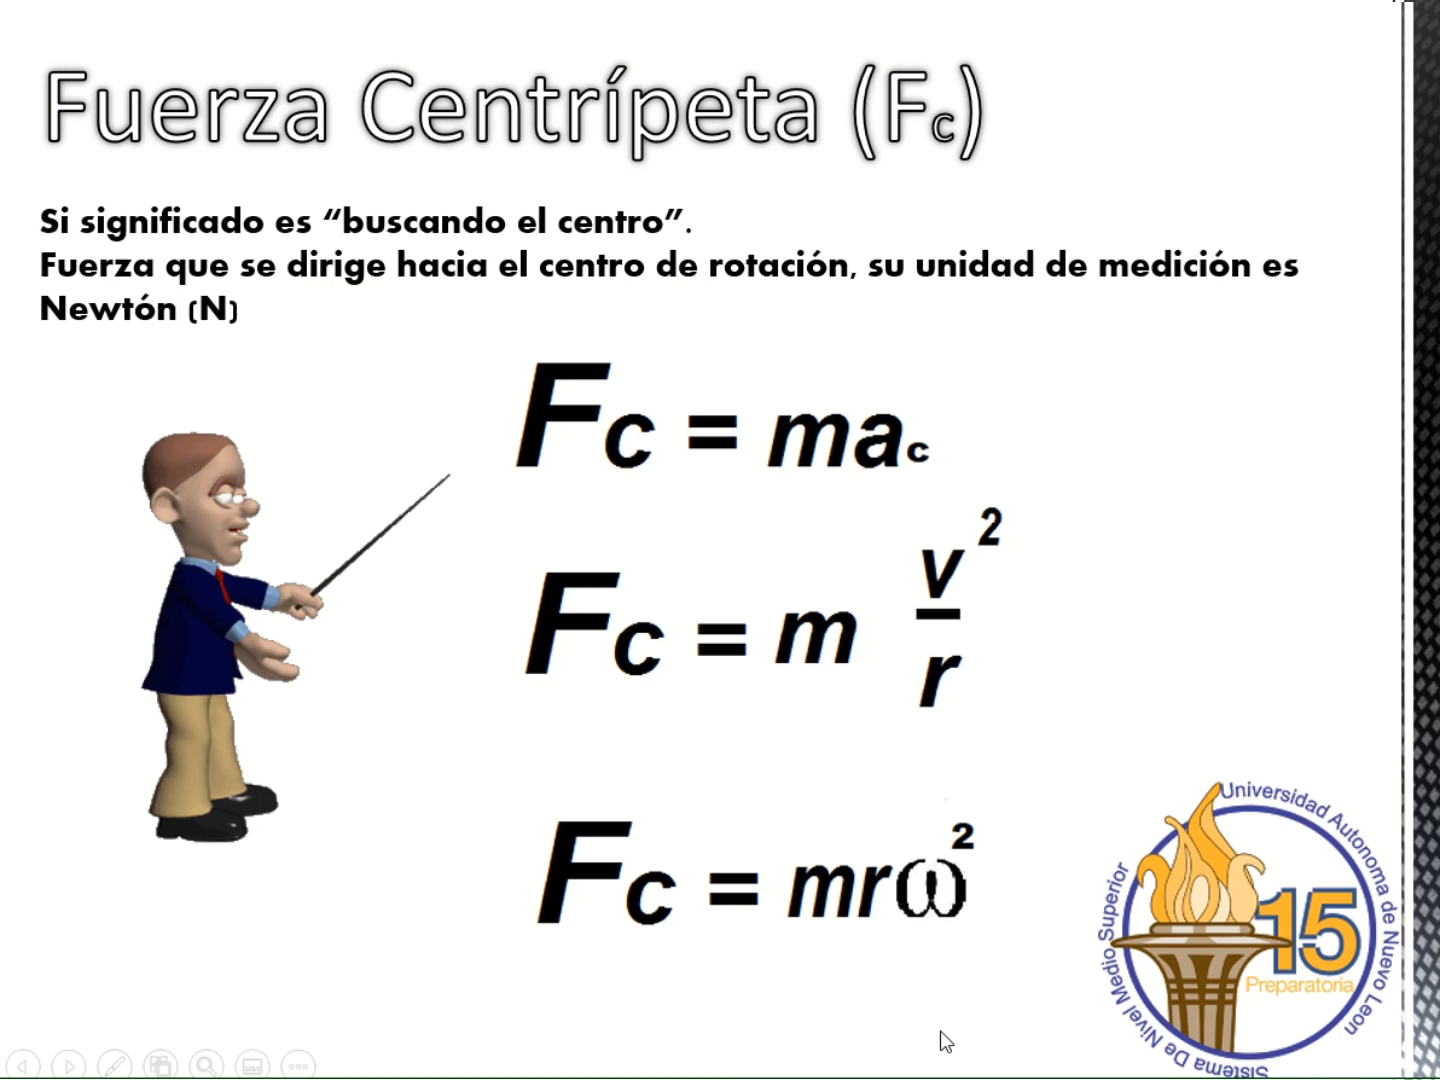 Fuerza Centrípeta (Fc)
Si significado es “buscando el centro”.
Fuerza que se dirige hacia el centro de rotación, su unidad de medición es
Newtón (N)
Fc = mac
Fc = m v²/r
Fc = mrω²
Universidad Autonoma de Nuevo Leon
Sistema De Nivel Medio Superior
15
Preparatoria